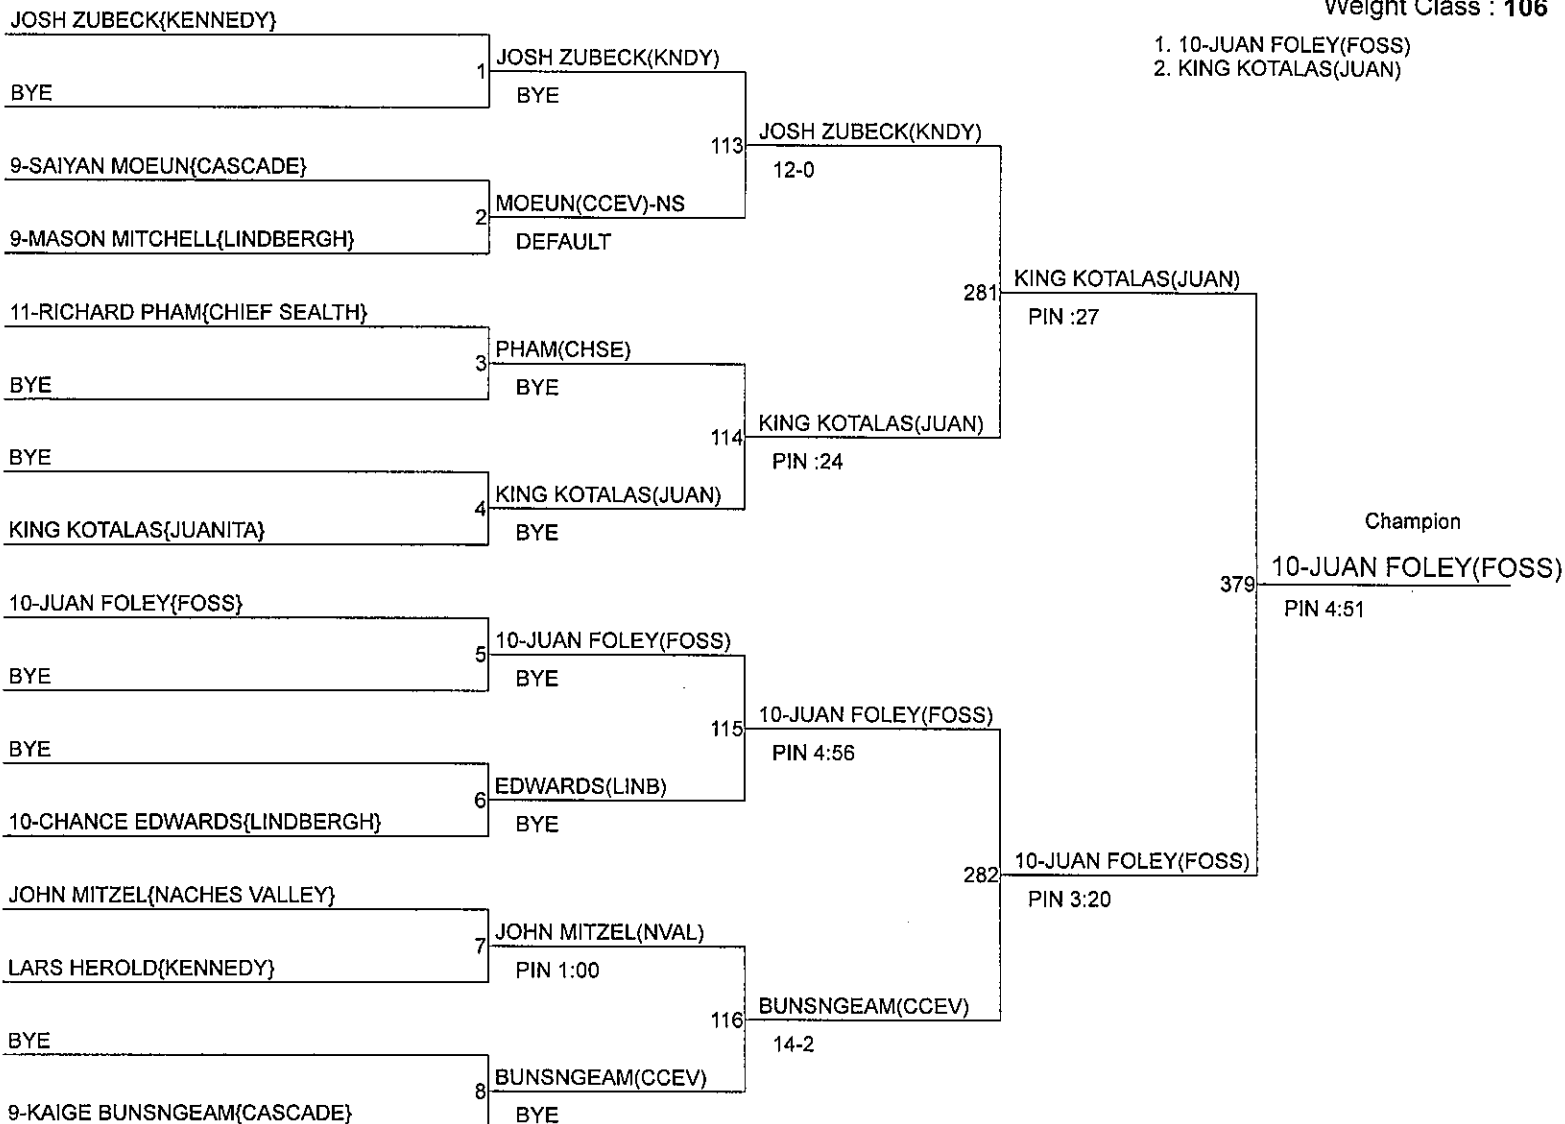 Weight Class : 106
1. 10-JUAN FOLEY(FOSS)
2. KING KOTALAS(JUAN)
JOSH ZUBECK{KENNEDY}
BYE
1
JOSH ZUBECK(KNDY)
BYE
9-SAIYAN MOEUN{CASCADE}
9-MASON MITCHELL{LINDBERGH}
2
MOEUN(CCEV)-NS
DEFAULT
113
JOSH ZUBECK(KNDY)
12-0
11-RICHARD PHAM{CHIEF SEALTH}
BYE
3
PHAM(CHSE)
BYE
BYE
KING KOTALAS{JUANITA}
4
KING KOTALAS(JUAN)
BYE
114
KING KOTALAS(JUAN)
PIN :24
281
KING KOTALAS(JUAN)
PIN :27
10-JUAN FOLEY{FOSS}
BYE
5
10-JUAN FOLEY(FOSS)
BYE
BYE
10-CHANCE EDWARDS{LINDBERGH}
6
EDWARDS(LINB)
BYE
115
10-JUAN FOLEY(FOSS)
PIN 4:56
JOHN MITZEL{NACHES VALLEY}
LARS HEROLD{KENNEDY}
7
JOHN MITZEL(NVAL)
PIN 1:00
BYE
9-KAIGE BUNSNGEAM{CASCADE}
8
BUNSNGEAM(CCEV)
BYE
116
BUNSNGEAM(CCEV)
14-2
282
10-JUAN FOLEY(FOSS)
PIN 3:20
Champion
379
10-JUAN FOLEY(FOSS)
PIN 4:51